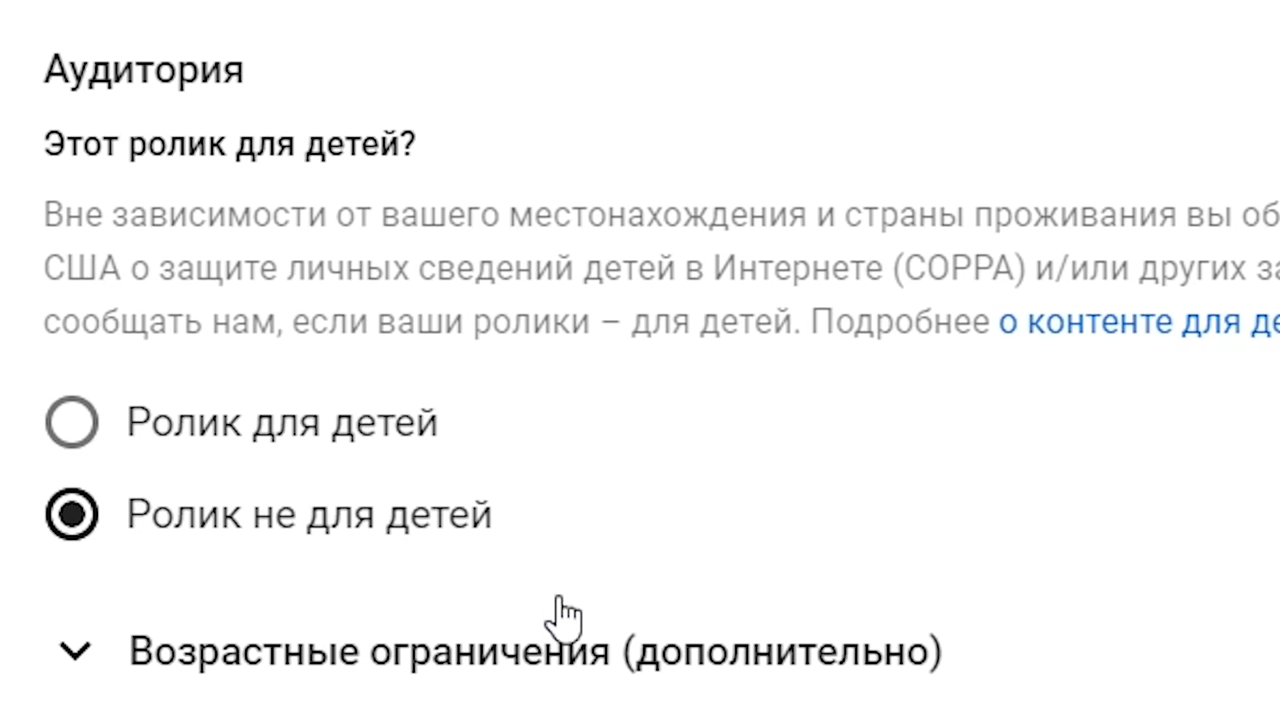 Аудитория
Этот ролик для детей?
Вне зависимости от вашего местонахождения и страны проживания вы
США о защите личных сведений детей в Интернете (COPPA) и/или других
сообщать нам, если ваши ролики – для детей. Подробнее о контенте для
Ролик для детей
Ролик не для детей
Возрастные ограничения (дополнительно)